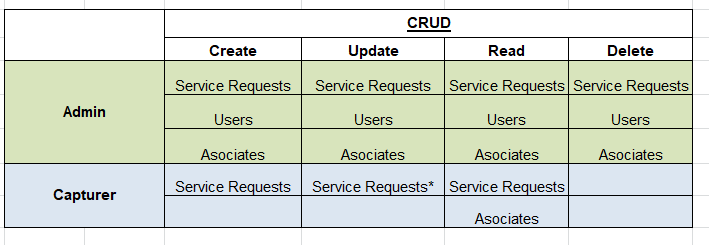 CRUD
Create Update Read Delete
Admin
Service Requests Service Requests Service Requests Service Requests
Users Users Users Users
Asociates Asociates Asociates Asociates
Capturer
Service Requests Service Requests* Service Requests
Asociates